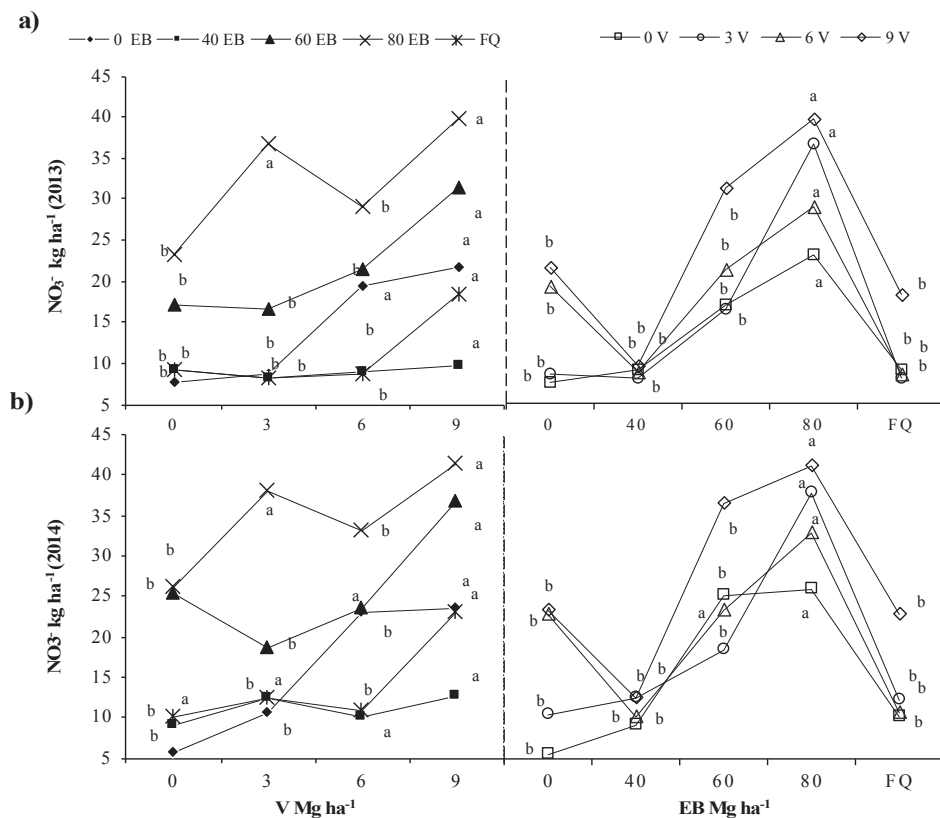 a)
0 EB 40 EB 60 EB 80 EB FQ
0 V 3 V 6 V 9 V
NO₃⁻ kg ha⁻¹ (2013)
45
40
35
30
25
20
15
10
5
b b b b
b a b a
b b b a
b b a a
b b b a
b b b a
b b b b
a a a a
b b b b
0 3 6 9
0 40 60 80 FQ
b)
NO3⁻ kg ha⁻¹ (2014)
45
40
35
30
25
20
15
10
5
b a b a
b b b a
b b a a
b a a a
a b b a
b b b b
b b b b
b a b b
a a a a
b b b b
0 3 6 9
0 40 60 80 FQ
V Mg ha⁻¹
EB Mg ha⁻¹